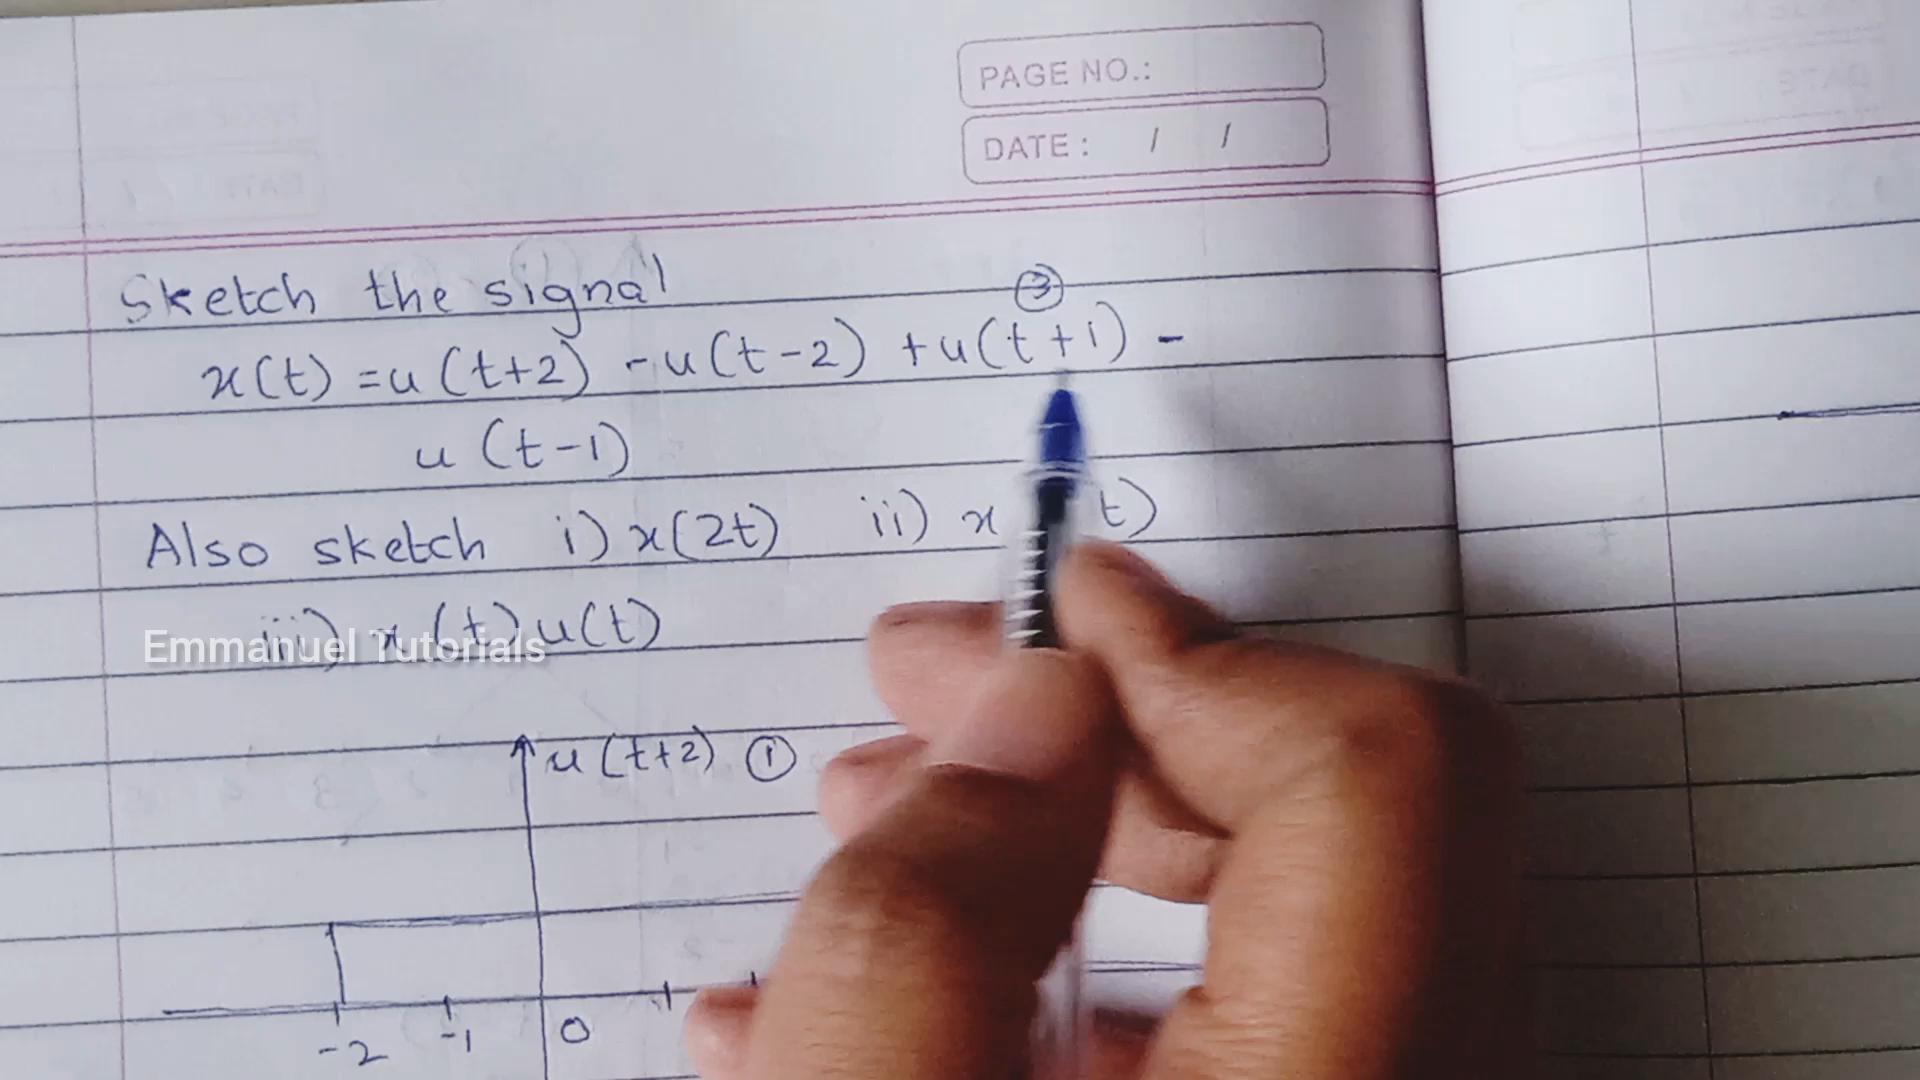 PAGE NO.:
DATE : / /
Sketch the signal
③
x(t) = u(t+2) - u(t-2) + u(t+1) -
u(t-1)
Also sketch i) x(2t) ii) x t)
iii) x(t)u(t)
Emmanuel Tutorials
u(t+2) ①
-2 -1 0